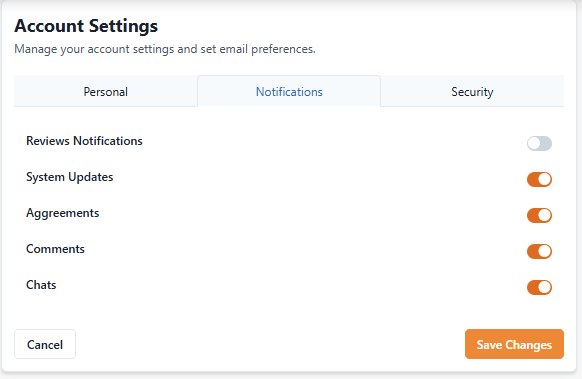 Account Settings
Manage your account settings and set email preferences.
Personal Notifications Security
Reviews Notifications
System Updates
Aggreements
Comments
Chats
Cancel Save Changes